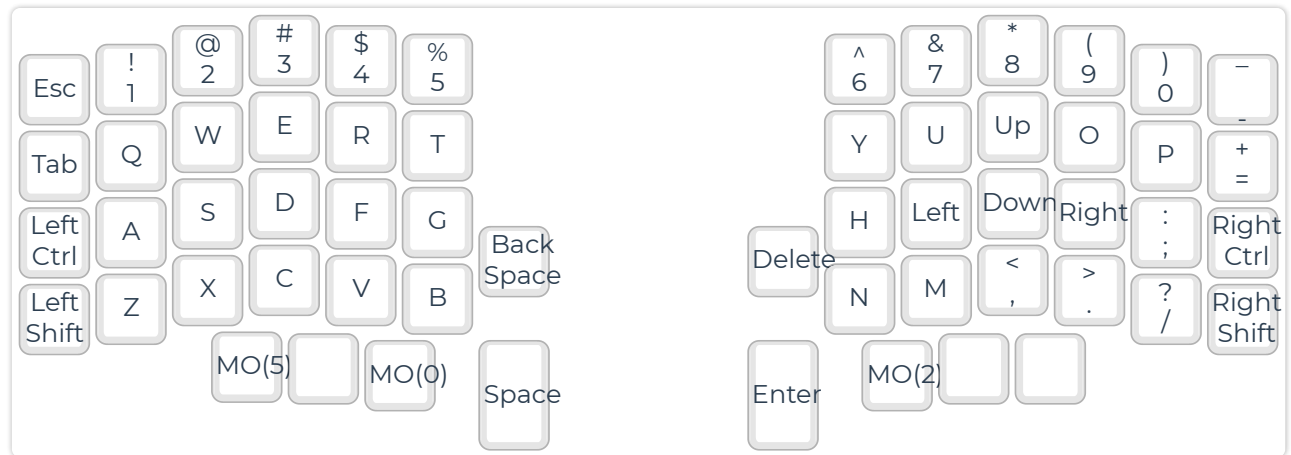 Esc
!
1
@
2
#
3
$
4
%
5
^
6
&
7
*
8
(
9
)
0
_
-
Tab
Q
W
E
R
T
Y
U
Up
O
P
+
=
Left
Ctrl
A
S
D
F
G
Back
Space
Delete
H
Left
Down
Right
:
;
Right
Ctrl
Left
Shift
Z
X
C
V
B
N
M
<
,
>
.
?
/
Right
Shift
MO(5)
MO(0)
Space
Enter
MO(2)